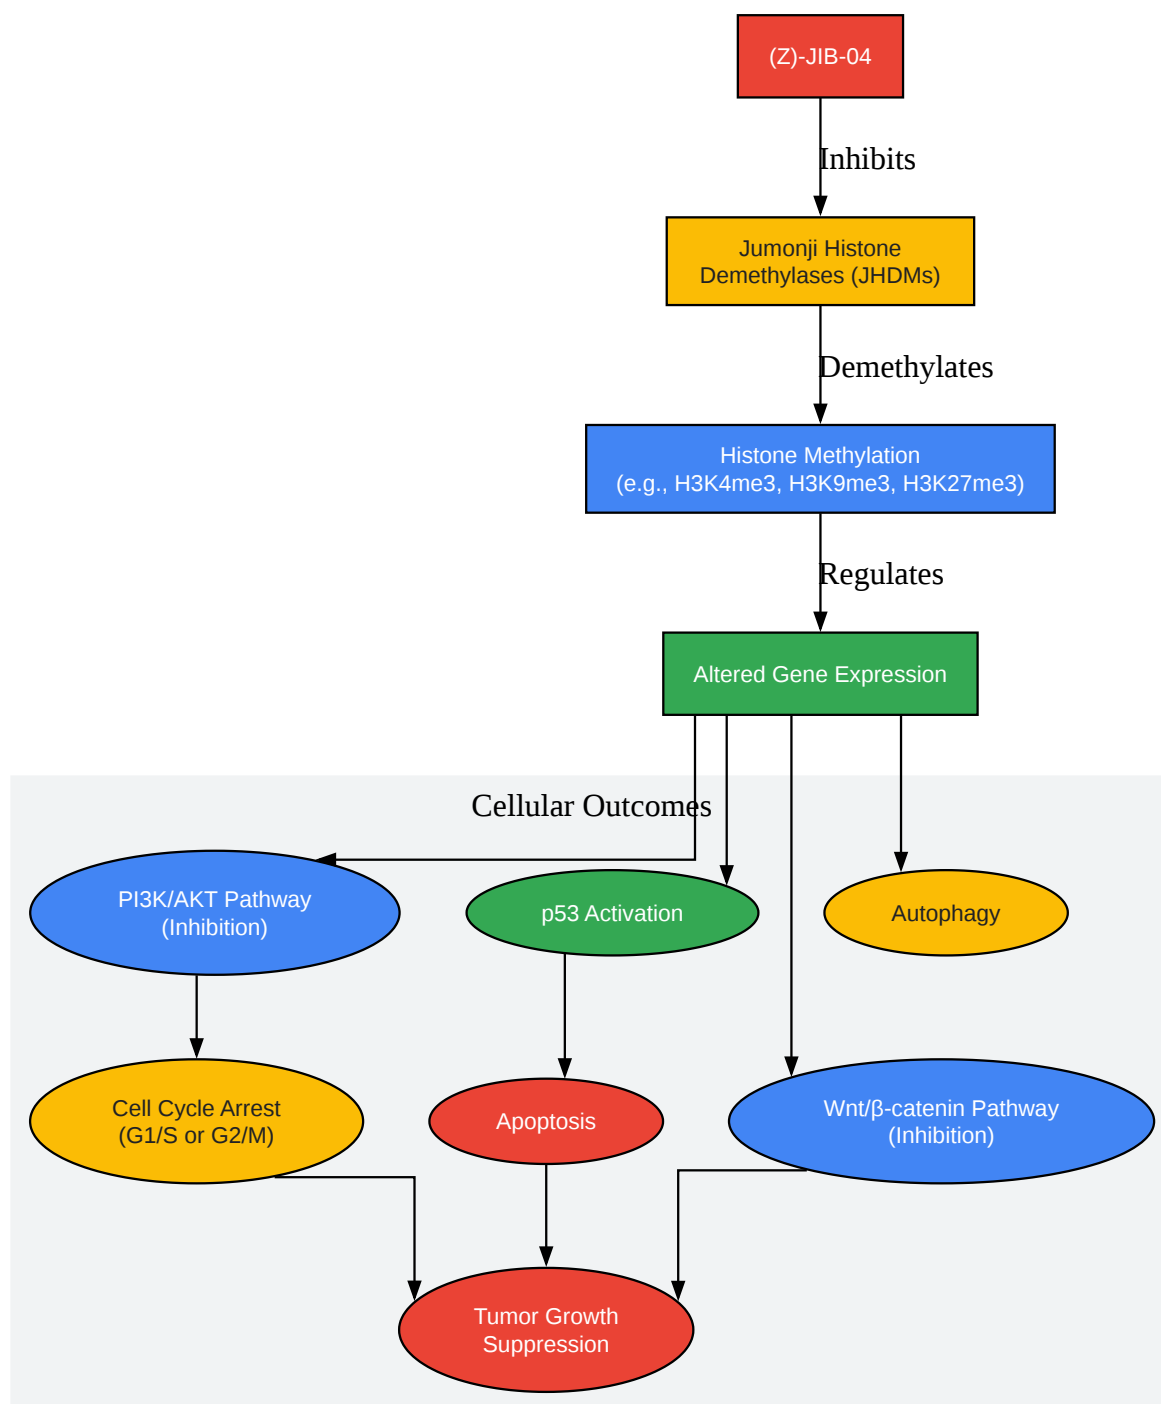 (Z)-JIB-04
Inhibits
Jumonji Histone
Demethylases (JHDMs)
Demethylates
Histone Methylation
(e.g., H3K4me3, H3K9me3, H3K27me3)
Regulates
Altered Gene Expression
Cellular Outcomes
PI3K/AKT Pathway
(Inhibition)
p53 Activation
Autophagy
Cell Cycle Arrest
(G1/S or G2/M)
Apoptosis
Wnt/β-catenin Pathway
(Inhibition)
Tumor Growth
Suppression